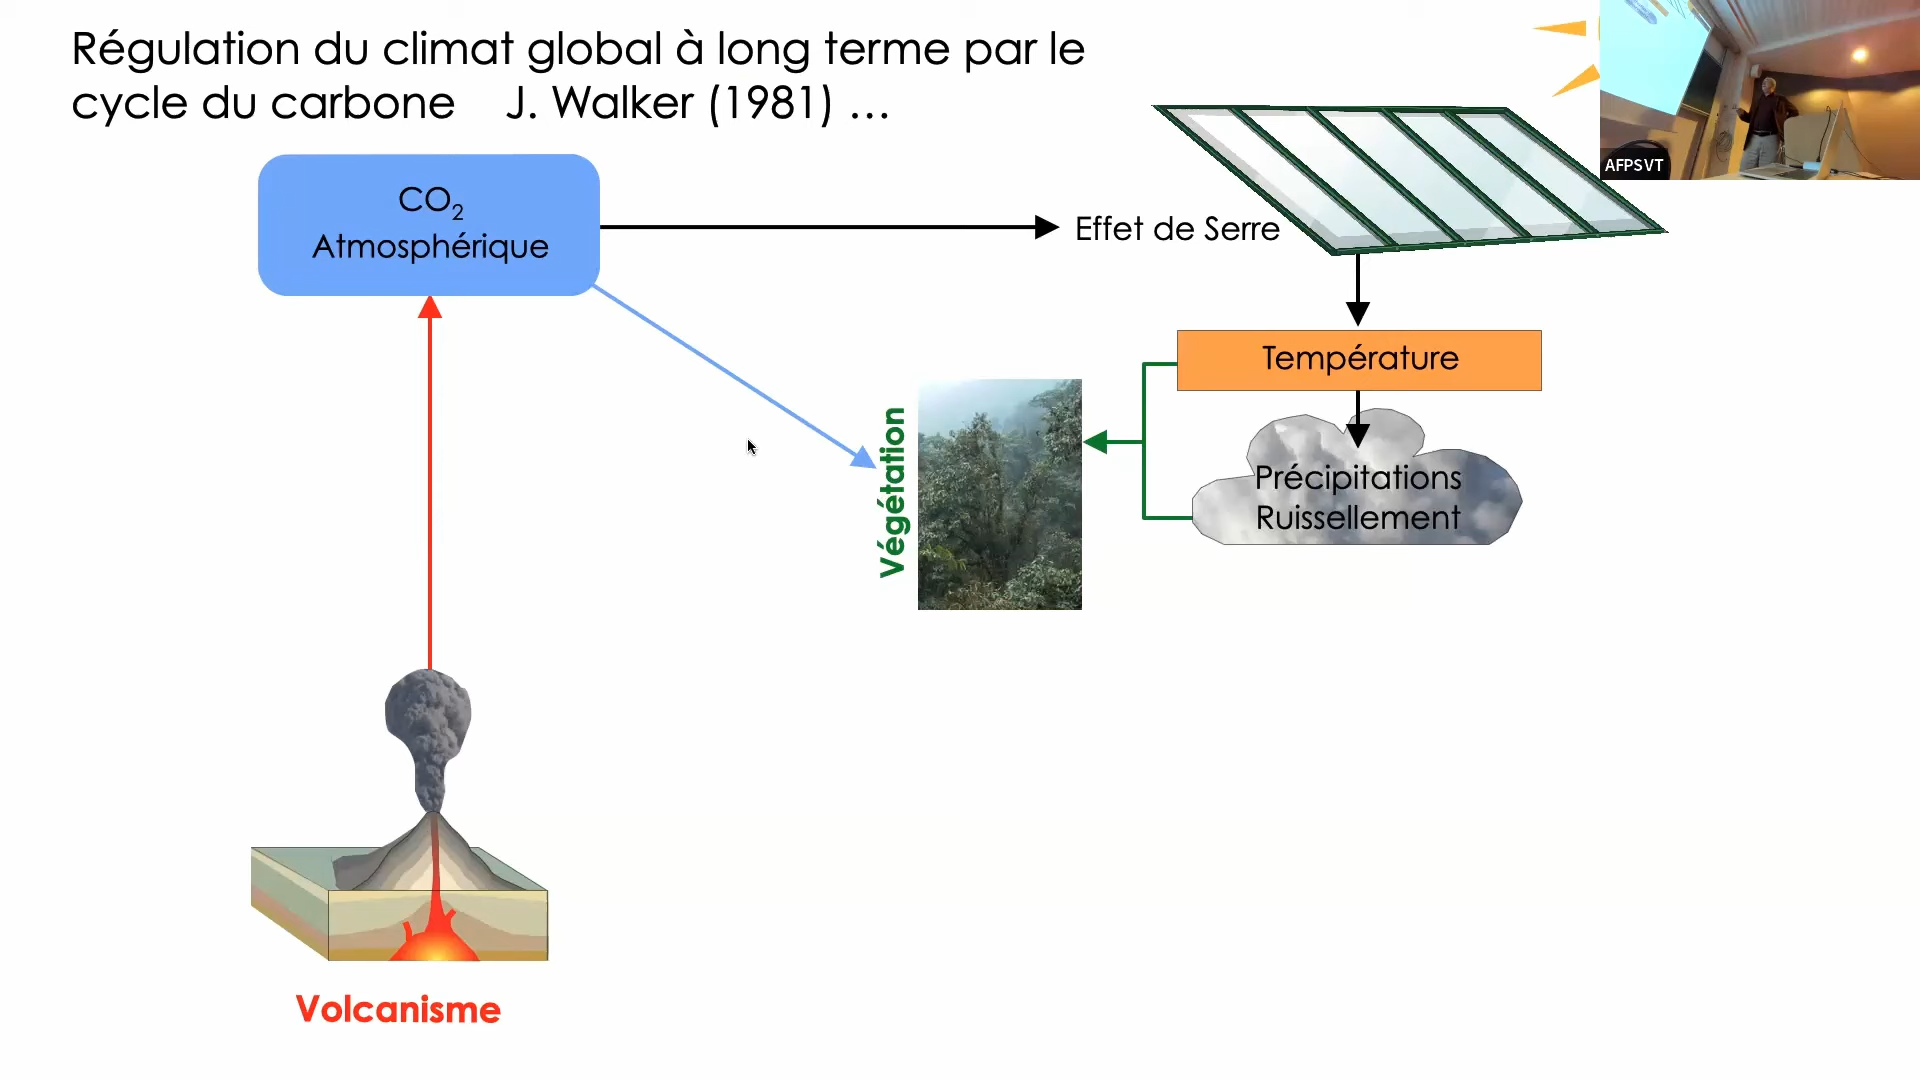 Régulation du climat global à long terme par le
cycle du carbone J. Walker (1981) ...
AFPSVT
CO₂
Atmosphérique
Effet de Serre
Température
Végétation
Précipitations
Ruissellement
Volcanisme